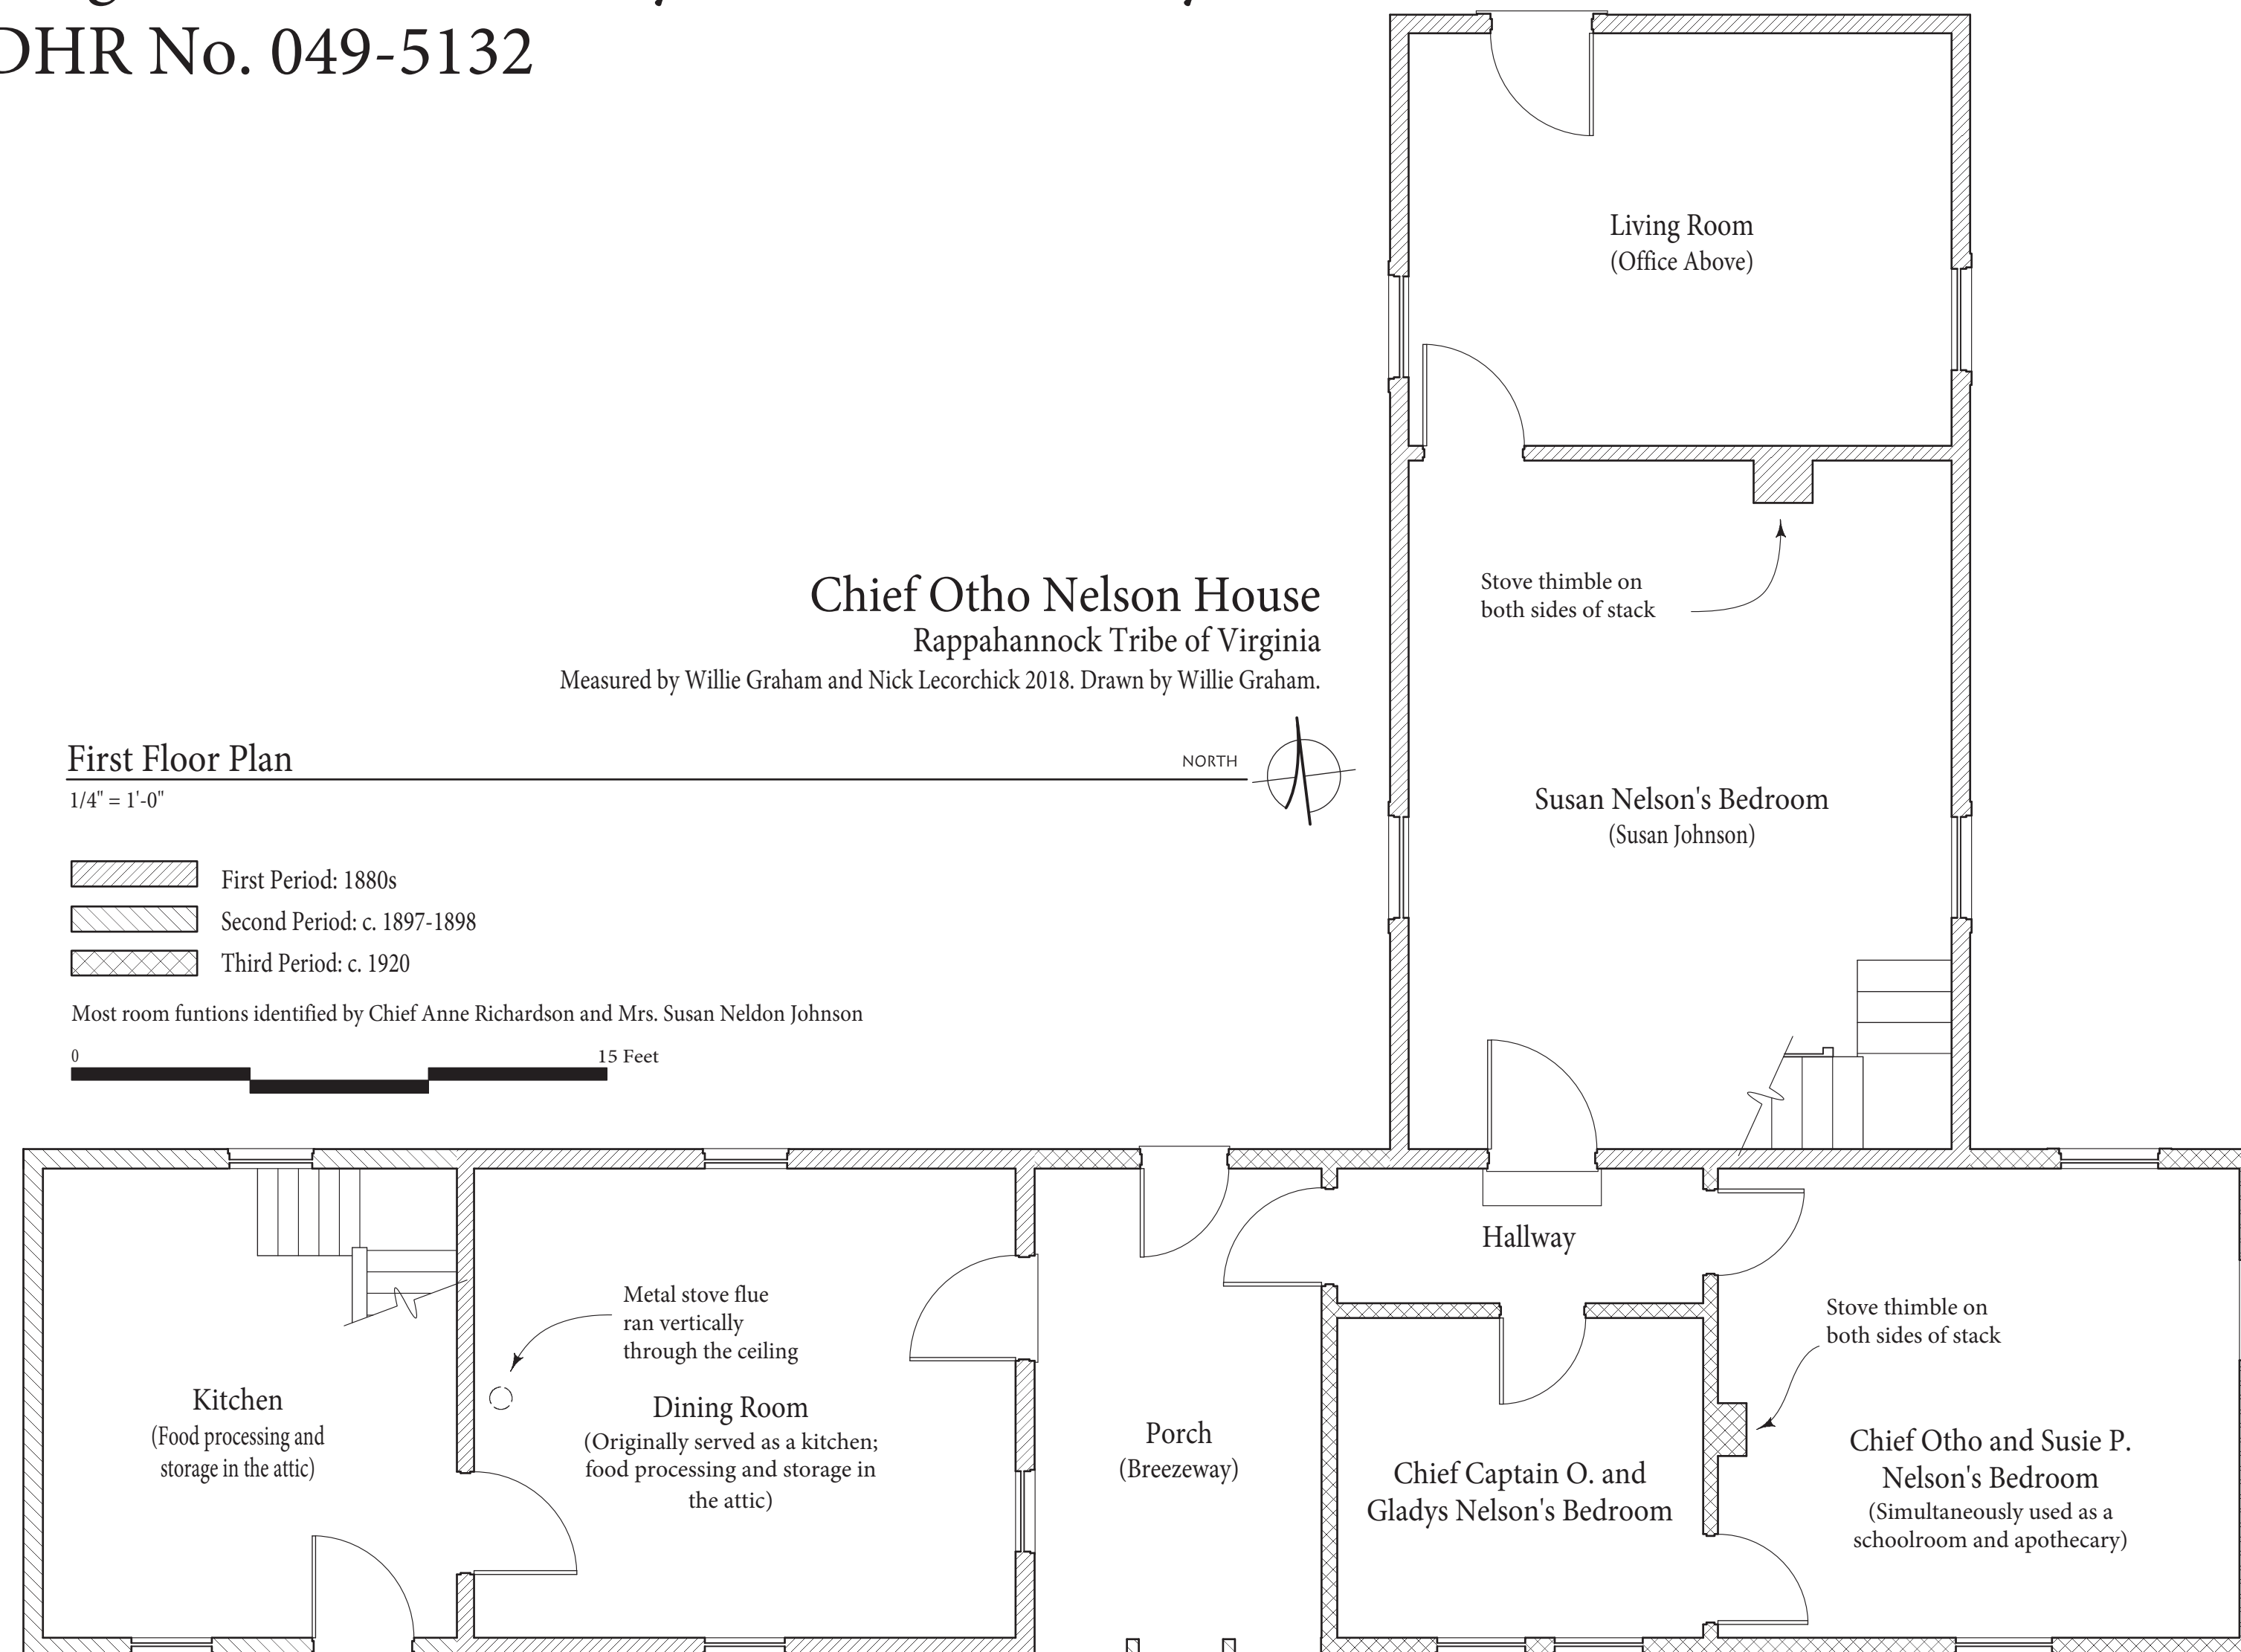 DHR No. 049-5132
Living Room
(Office Above)
Stove thimble on
both sides of stack
Chief Otho Nelson House
Rappahannock Tribe of Virginia
Measured by Willie Graham and Nick Lecorchick 2018. Drawn by Willie Graham.
First Floor Plan
NORTH
1/4" = 1'-0"
Susan Nelson's Bedroom
(Susan Johnson)
First Period: 1880s
Second Period: c. 1897-1898
Third Period: c. 1920
Most room funtions identified by Chief Anne Richardson and Mrs. Susan Neldon Johnson
0
15 Feet
Hallway
Metal stove flue
ran vertically
through the ceiling
Stove thimble on
both sides of stack
Kitchen
(Food processing and
storage in the attic)
Dining Room
(Originally served as a kitchen;
food processing and storage in
the attic)
Porch
(Breezeway)
Chief Captain O. and
Gladys Nelson's Bedroom
Chief Otho and Susie P.
Nelson's Bedroom
(Simultaneously used as a
schoolroom and apothecary)